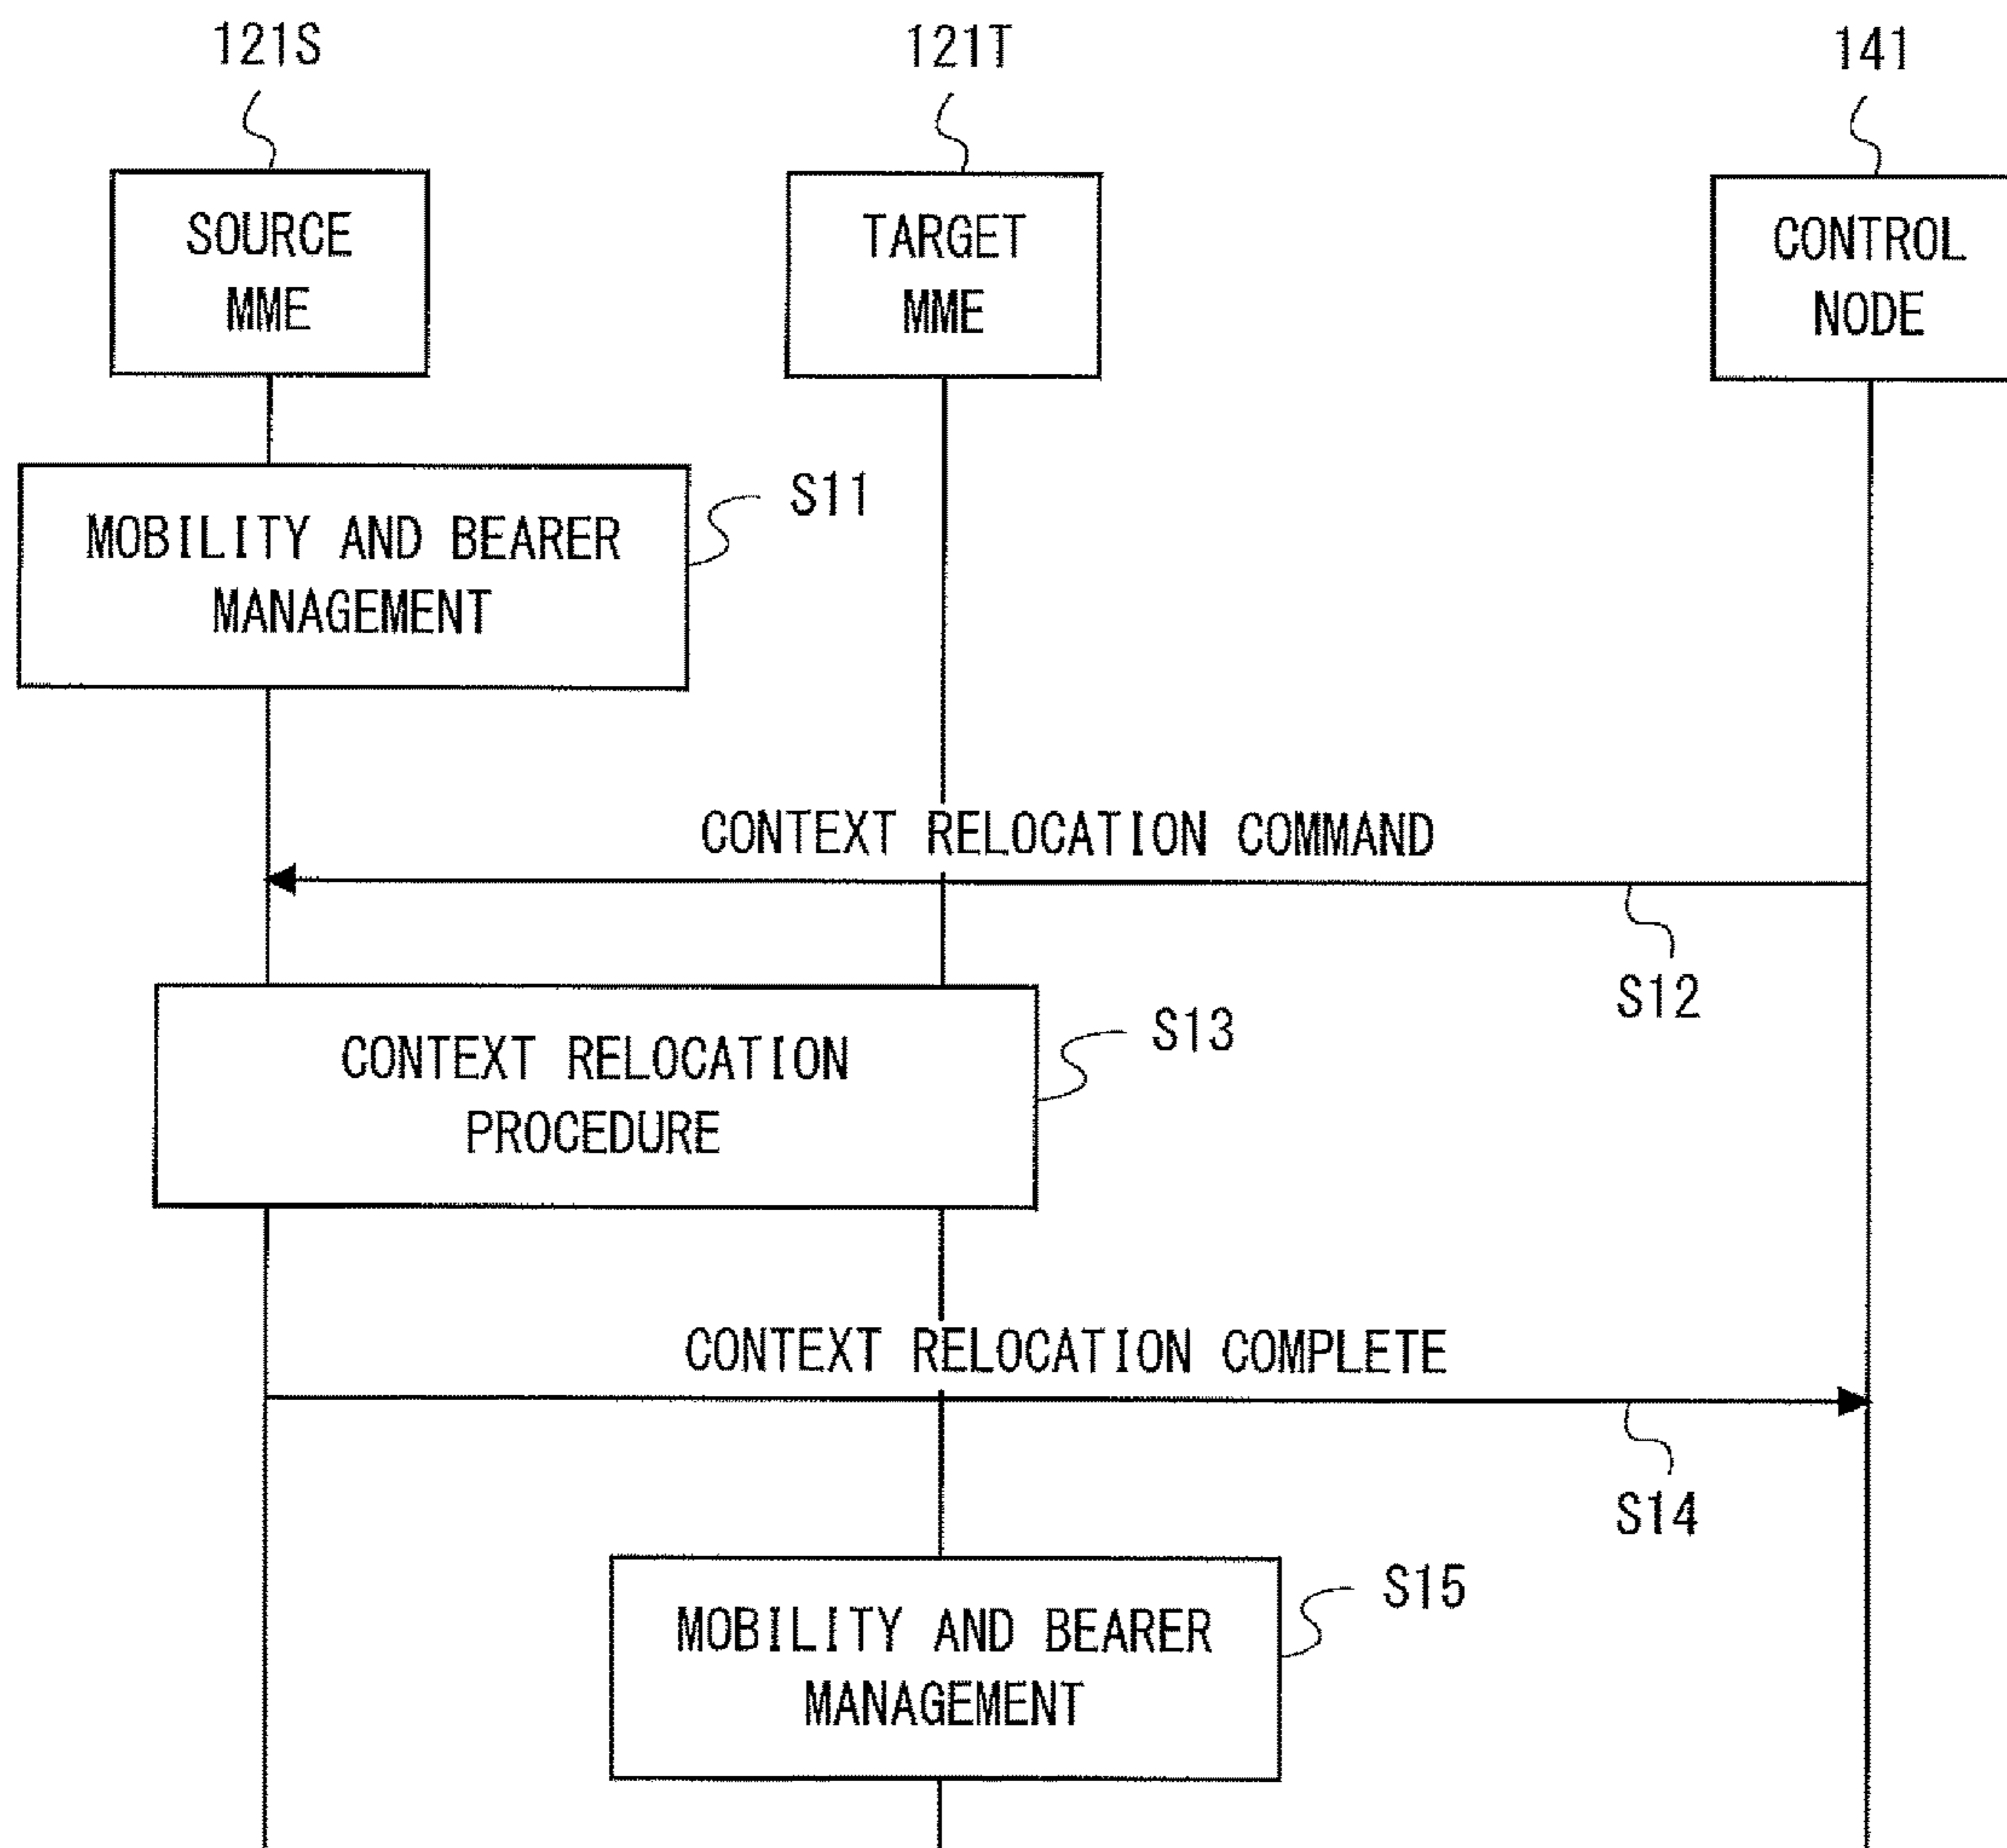 121S
121T
141
SOURCE
MME
TARGET
MME
CONTROL
NODE
S11
MOBILITY AND BEARER
MANAGEMENT
CONTEXT RELOCATION COMMAND
S12
S13
CONTEXT RELOCATION
PROCEDURE
CONTEXT RELOCATION COMPLETE
S14
S15
MOBILITY AND BEARER
MANAGEMENT